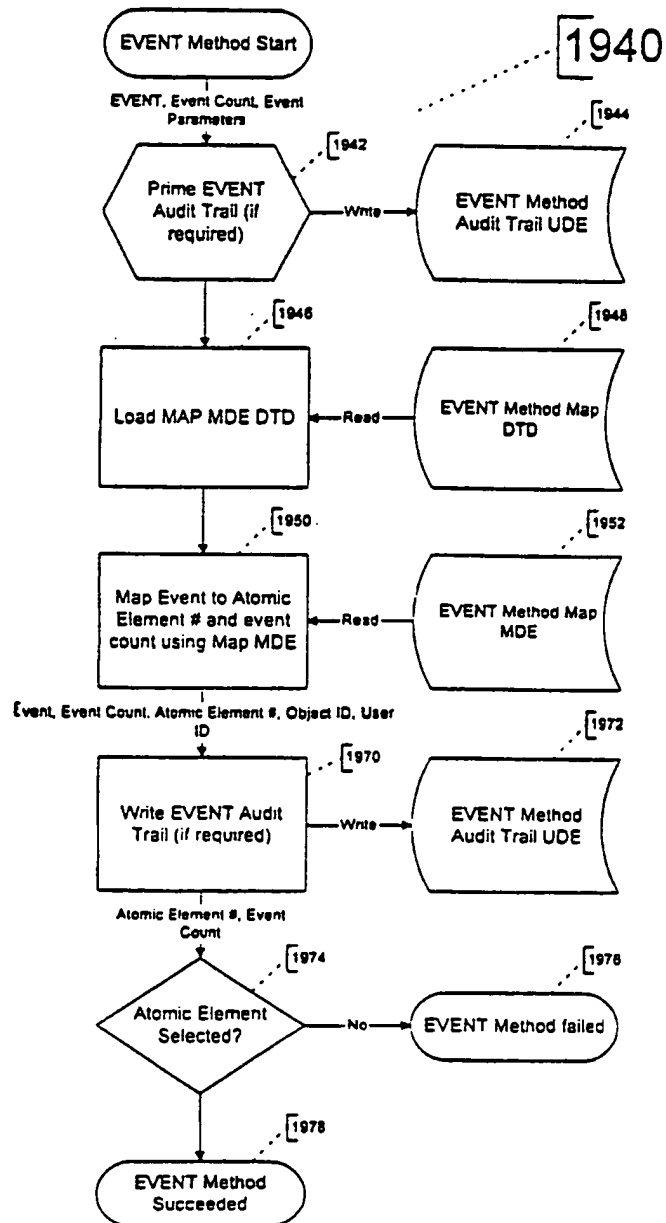 EVENT Method Start
1940
EVENT, Event Count, Event
Parameters
1942
1944
Prime EVENT
Audit Trail (if
required)
Write
EVENT Method
Audit Trail UDE
1946
1948
Load MAP MDE DTD
Read
EVENT Method Map
DTD
1950
1952
Map Event to Atomic
Element # and event
count using Map MDE
Read
EVENT Method Map
MDE
Event, Event Count, Atomic Element #, Object ID, User
ID
1970
1972
Write EVENT Audit
Trail (if required)
Write
EVENT Method
Audit Trail UDE
Atomic Element #, Event
Count
1974
1976
Atomic Element
Selected?
No
EVENT Method failed
1978
EVENT Method
Succeeded